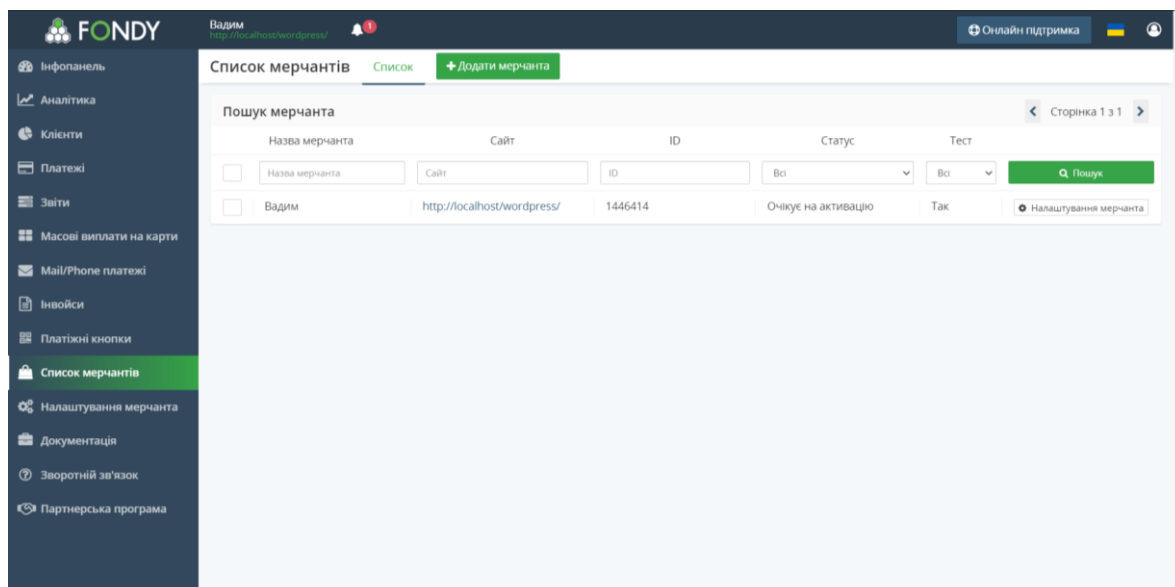 FONDY
Вадим
http://localhost/wordpress/
1
Онлайн підтримка
Інфопанель
Аналітика
Клієнти
Платежі
Звіти
Масові виплати на карти
Mail/Phone платежі
Інвойси
Платіжні кнопки
Список мерчантів
Налаштування мерчанта
Документація
Зворотній зв'язок
Партнерська програма
Список мерчантів Список +Додати мерчанта
Пошук мерчанта Сторінка 1 з 1
Назва мерчанта Сайт ID Статус Тест
Назва мерчанта Сайт ID Всі Всі Пошук
Вадим http://localhost/wordpress/ 1446414 Очікує на активацію Так Налаштування мерчанта